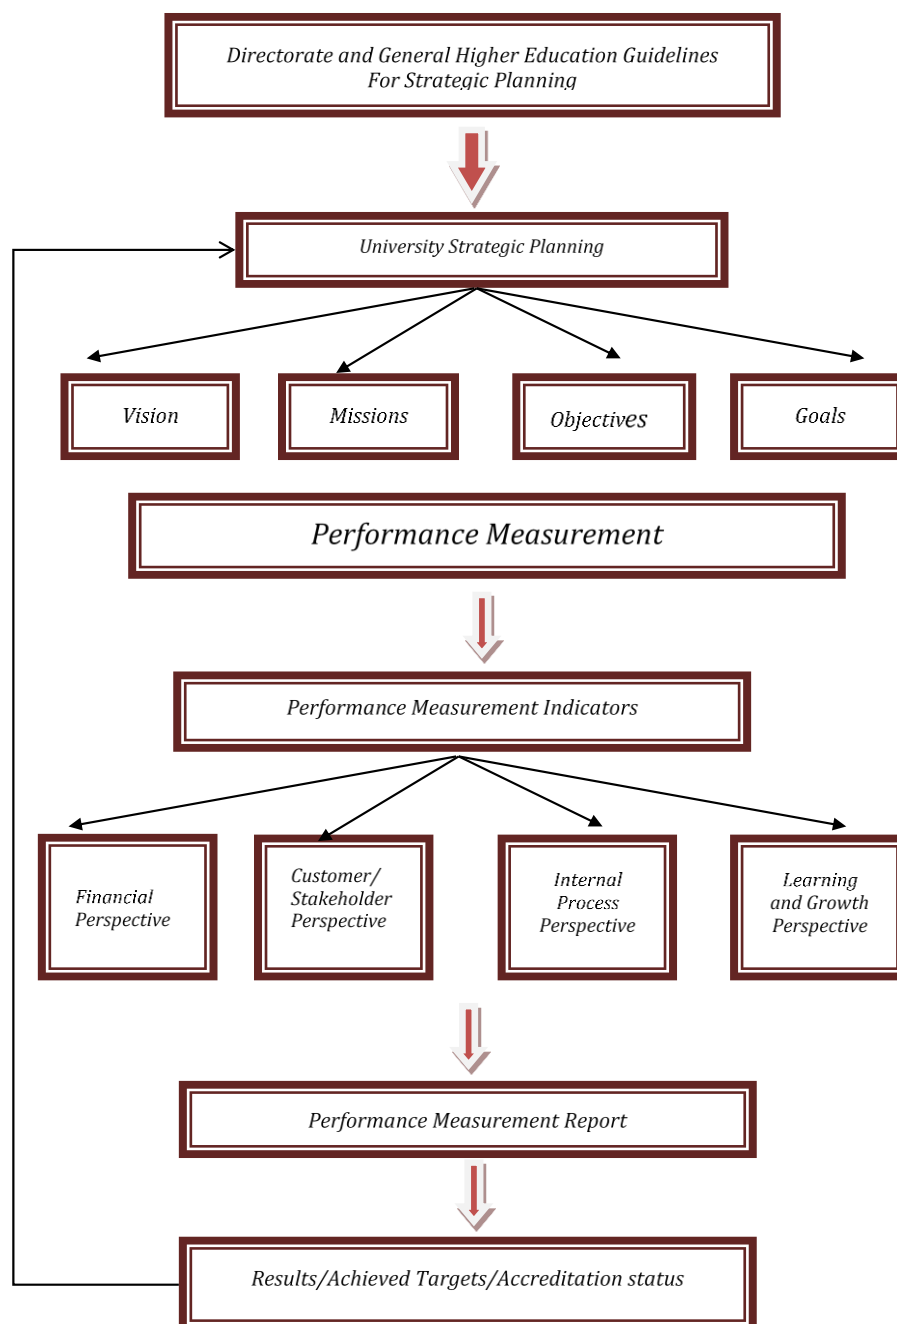 Directorate and General Higher Education Guidelines
For Strategic Planning
University Strategic Planning
Vision
Missions
Objectives
Goals
Performance Measurement
Performance Measurement Indicators
Financial
Perspective
Customer/
Stakeholder
Perspective
Internal
Process
Perspective
Learning
and Growth
Perspective
Performance Measurement Report
Results/Achieved Targets/Accreditation status